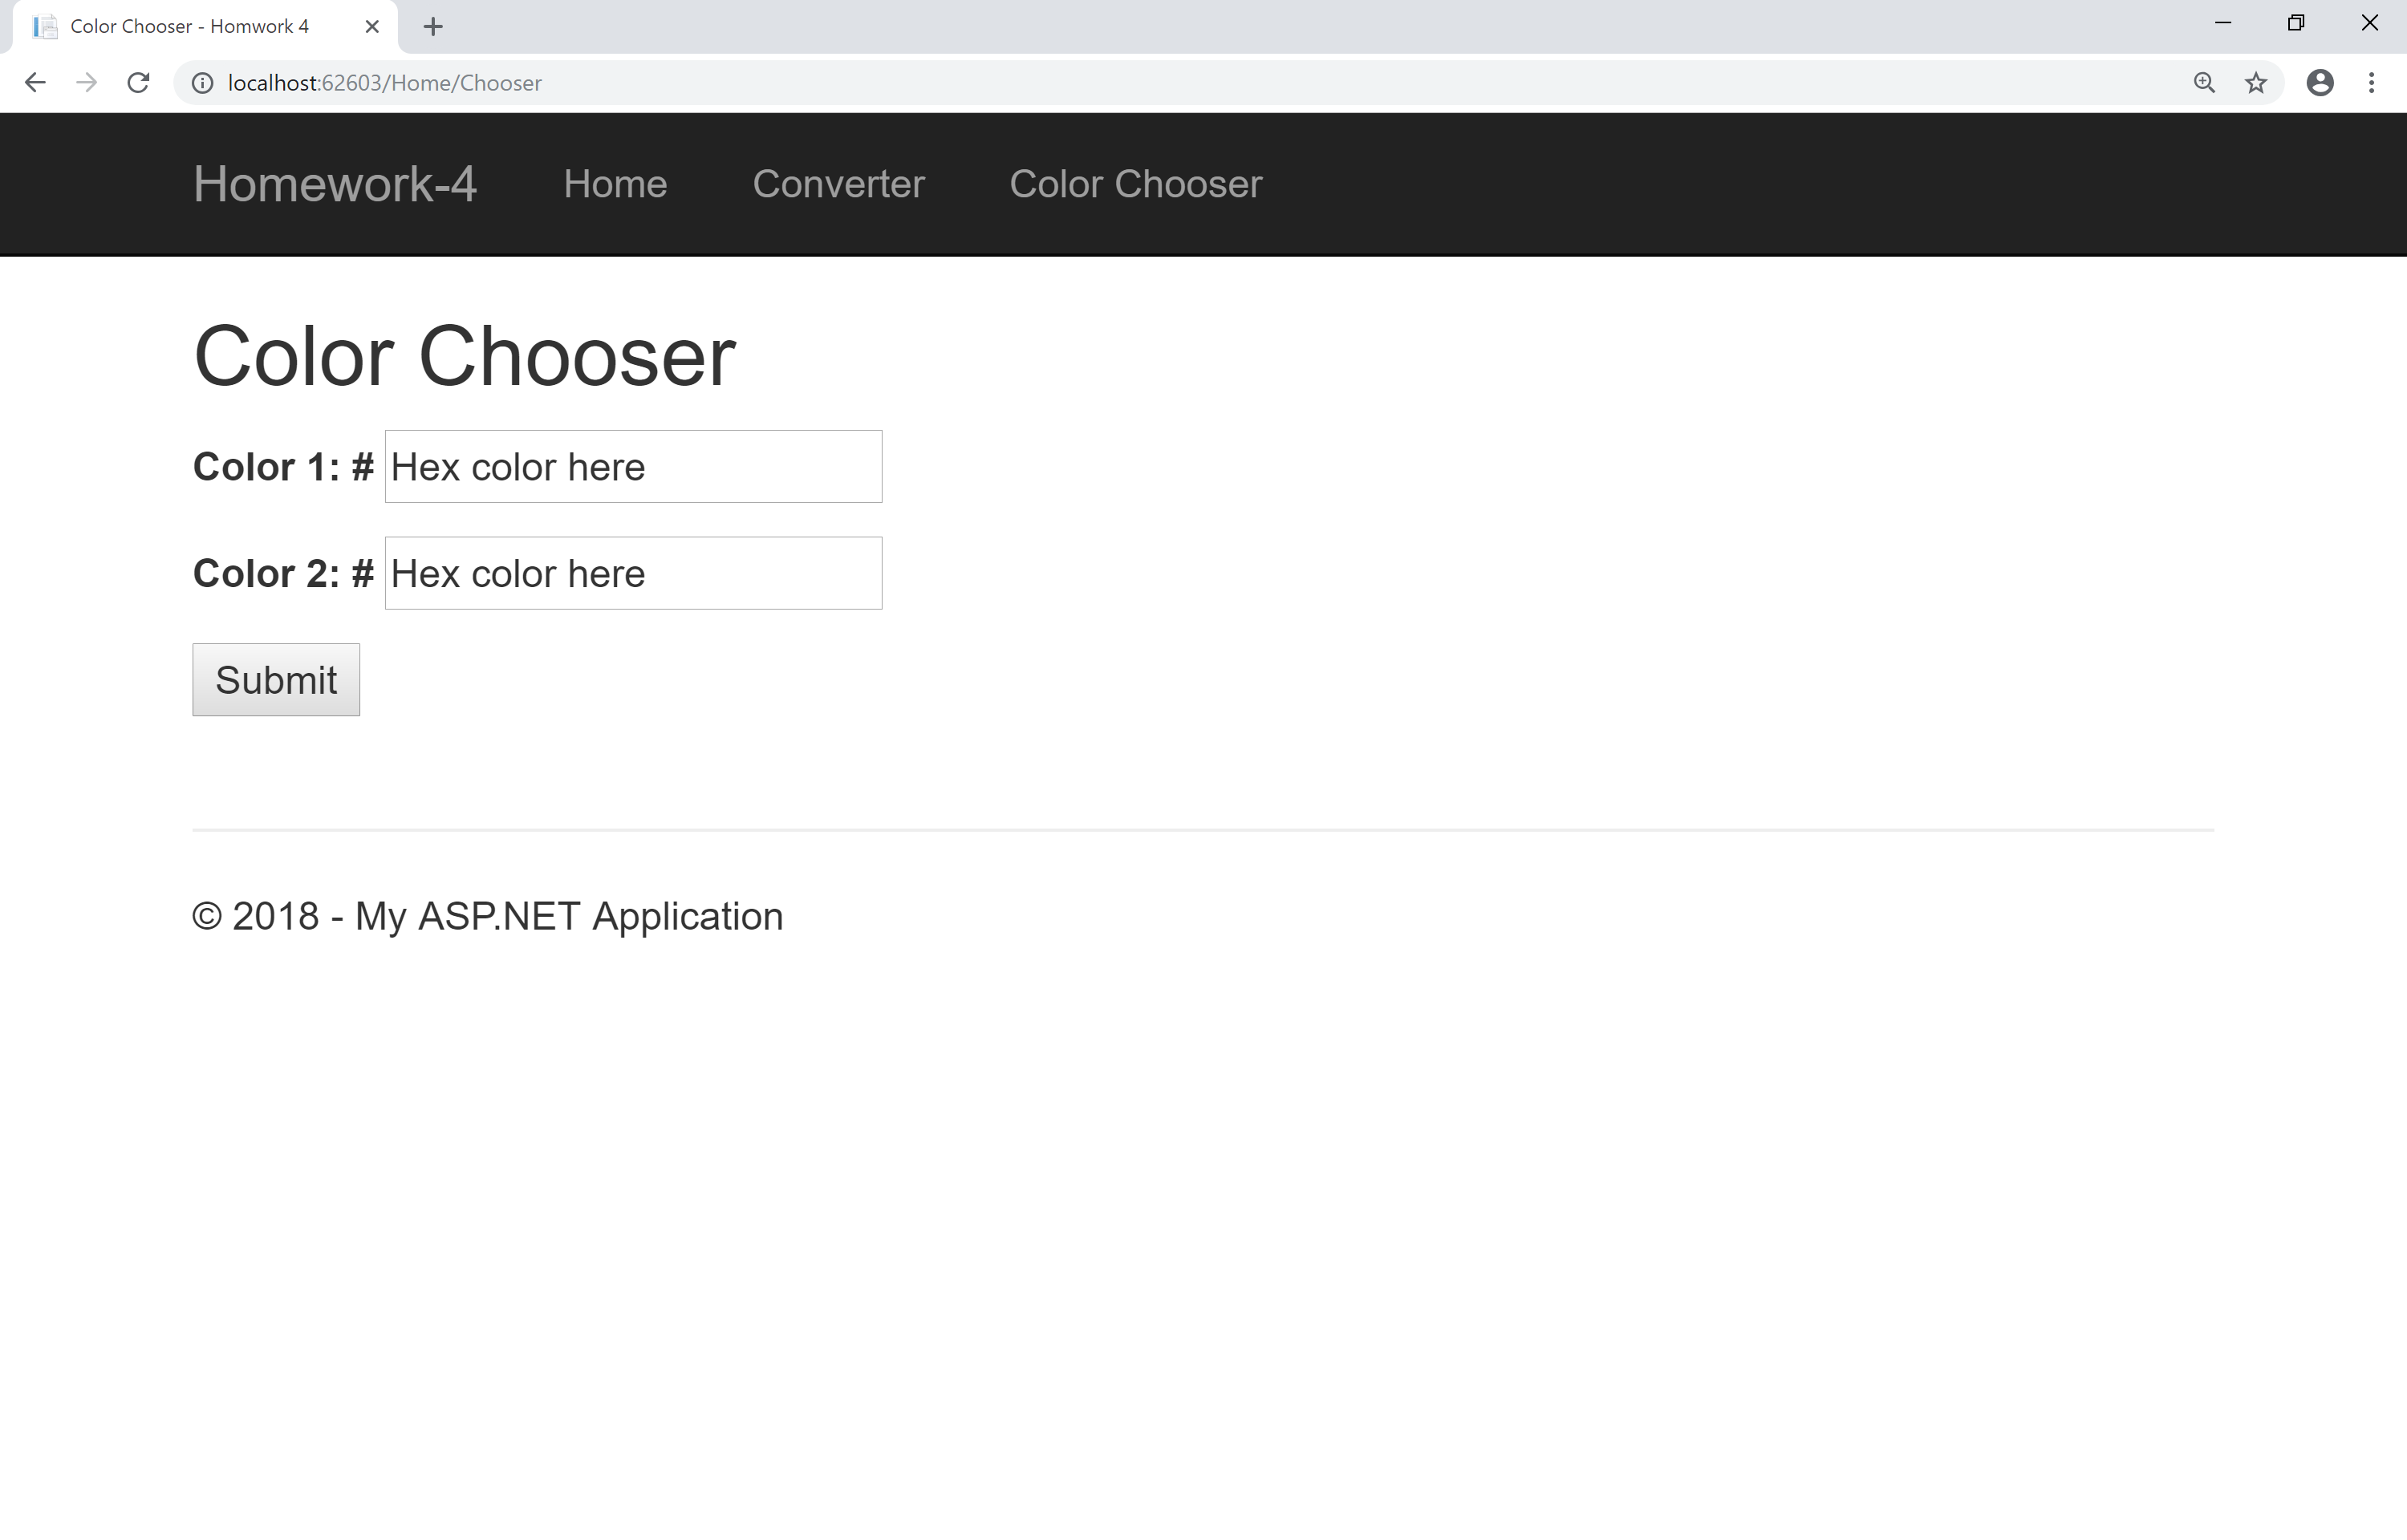 Color Chooser - Homwork 4
localhost:62603/Home/Chooser
Homework-4 Home Converter Color Chooser
Color Chooser
Color 1: # Hex color here
Color 2: # Hex color here
Submit
© 2018 - My ASP.NET Application